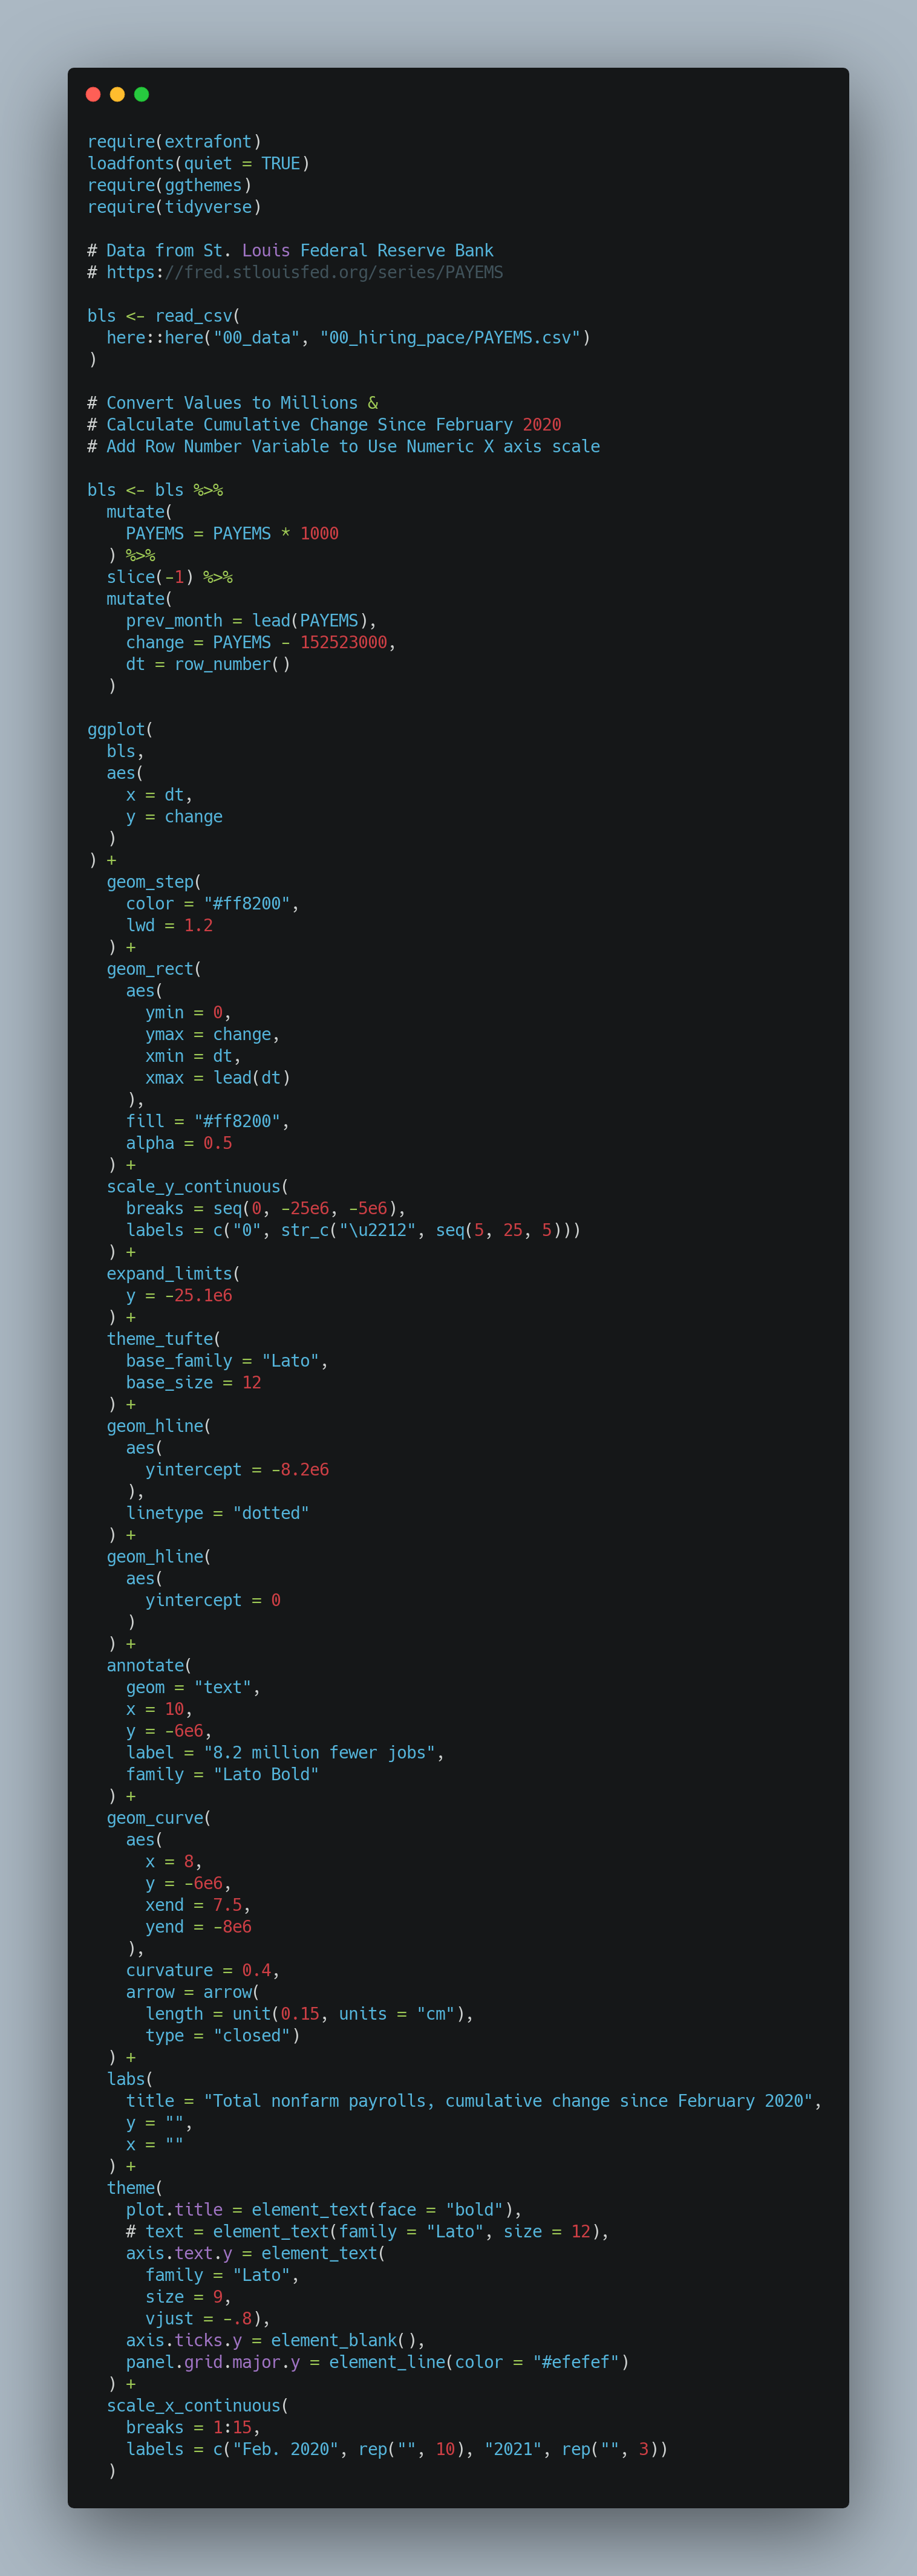 require(extrafont)
loadfonts(quiet = TRUE)
require(ggthemes)
require(tidyverse)

# Data from St. Louis Federal Reserve Bank
# https://fred.stlouisfed.org/series/PAYEMS

bls <- read_csv(
  here::here("00_data", "00_hiring_pace/PAYEMS.csv")
)

# Convert Values to Millions &
# Calculate Cumulative Change Since February 2020
# Add Row Number Variable to Use Numeric X axis scale

bls <- bls %>%
  mutate(
    PAYEMS = PAYEMS * 1000
  ) %>%
  slice(-1) %>%
  mutate(
    prev_month = lead(PAYEMS),
    change = PAYEMS - 152523000,
    dt = row_number()
  )

ggplot(
  bls,
  aes(
    x = dt,
    y = change
  )
) +
  geom_step(
    color = "#ff8200",
    lwd = 1.2
  ) +
  geom_rect(
    aes(
      ymin = 0,
      ymax = change,
      xmin = dt,
      xmax = lead(dt)
    ),
    fill = "#ff8200",
    alpha = 0.5
  ) +
  scale_y_continuous(
    breaks = seq(0, -25e6, -5e6),
    labels = c("0", str_c("\u2212", seq(5, 25, 5)))
  ) +
  expand_limits(
    y = -25.1e6
  ) +
  theme_tufte(
    base_family = "Lato",
    base_size = 12
  ) +
  geom_hline(
    aes(
      yintercept = -8.2e6
    ),
    linetype = "dotted"
  ) +
  geom_hline(
    aes(
      yintercept = 0
    )
  ) +
  annotate(
    geom = "text",
    x = 10,
    y = -6e6,
    label = "8.2 million fewer jobs",
    family = "Lato Bold"
  ) +
  geom_curve(
    aes(
      x = 8,
      y = -6e6,
      xend = 7.5,
      yend = -8e6
    ),
    curvature = 0.4,
    arrow = arrow(
      length = unit(0.15, units = "cm"),
      type = "closed")
  ) +
  labs(
    title = "Total nonfarm payrolls, cumulative change since February 2020",
    y = "",
    x = ""
  ) +
  theme(
    plot.title = element_text(face = "bold"),
    # text = element_text(family = "Lato", size = 12),
    axis.text.y = element_text(
      family = "Lato",
      size = 9,
      vjust = -.8),
    axis.ticks.y = element_blank(),
    panel.grid.major.y = element_line(color = "#efefef")
  ) +
  scale_x_continuous(
    breaks = 1:15,
    labels = c("Feb. 2020", rep("", 10), "2021", rep("", 3))
  )